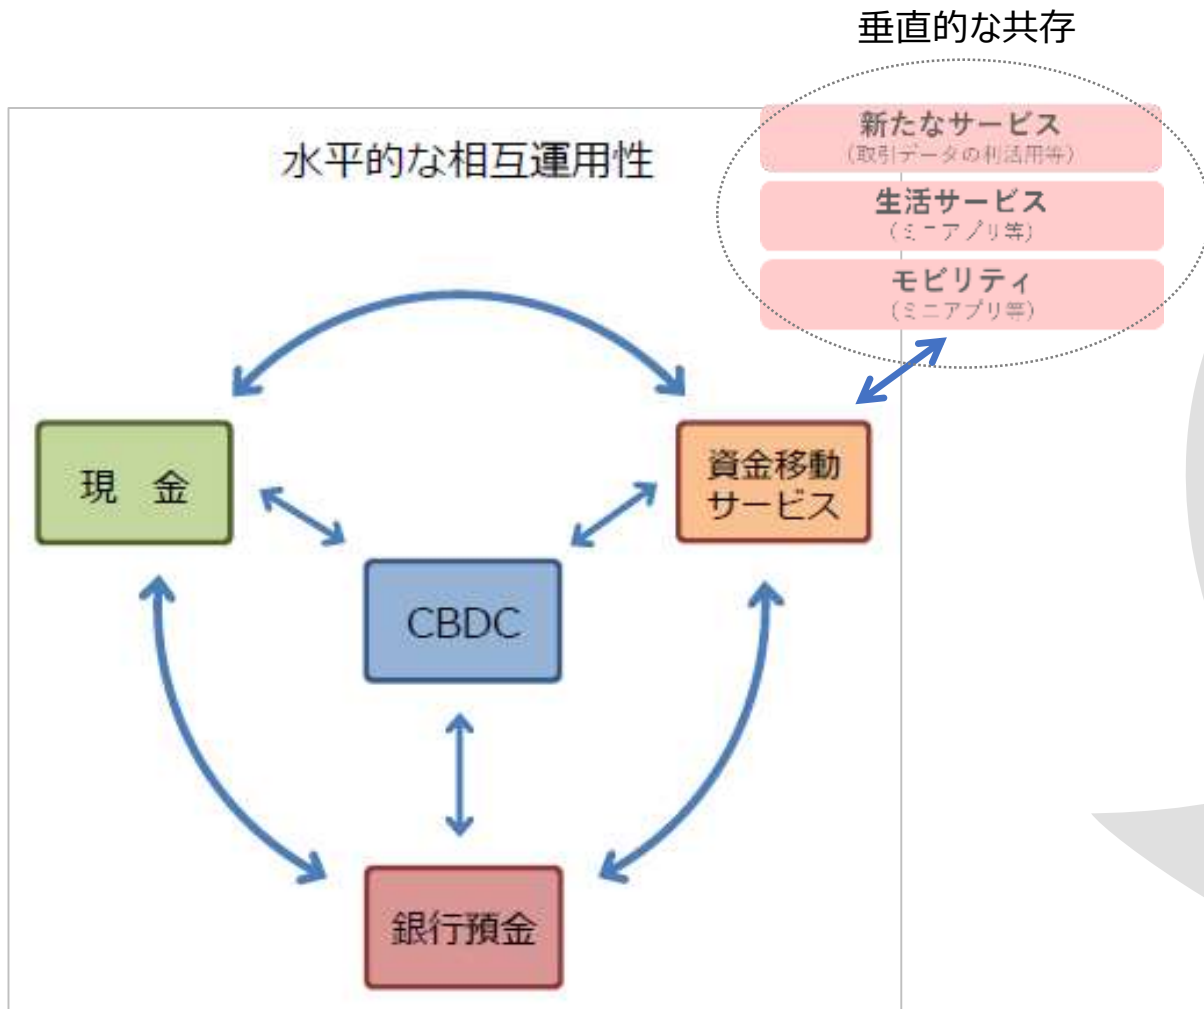 垂直的な共存
水平的な相互運用性
新たなサービス
（取引データの利活用等）
生活サービス
（ミニアプリ等）
モビリティ
（ミニアプリ等）
現　金
資金移動
サービス
CBDC
銀行預金